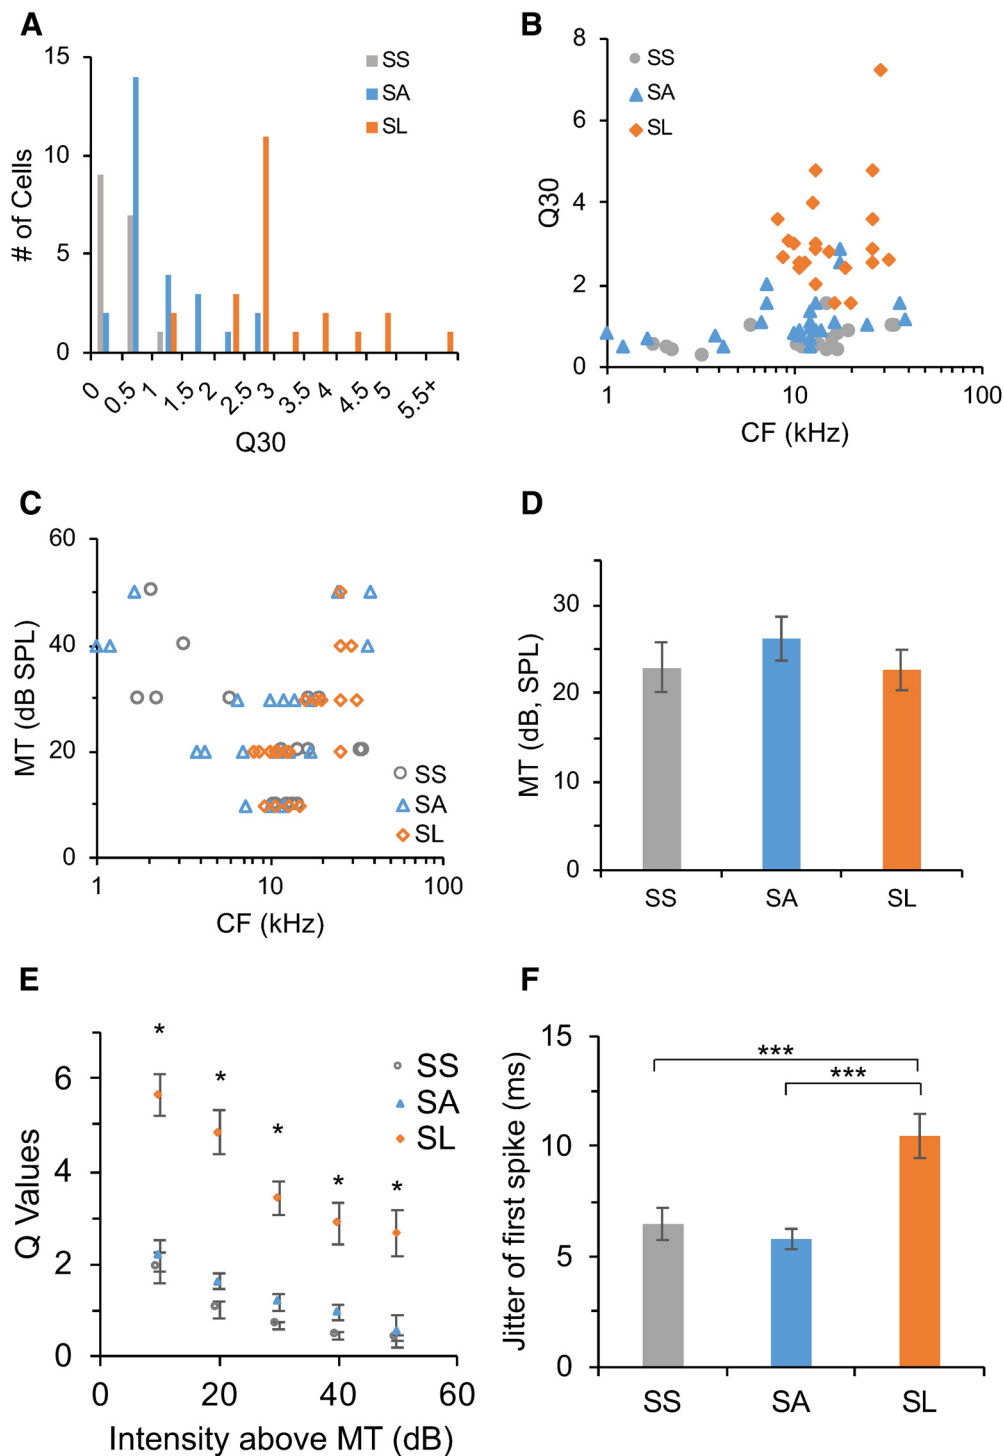 A
# of Cells
15
10
5
0
SS
SA
SL
0
0.5
1
1.5
2
2.5
3
3.5
4
4.5
5
5.5+
Q30
B
Q30
8
6
4
2
0
SS
SA
SL
1
10
100
CF (kHz)
C
MT (dB SPL)
60
40
20
0
SS
SA
SL
1
10
100
CF (kHz)
D
MT (dB, SPL)
30
20
10
0
SS
SA
SL
E
Q Values
6
4
2
0
*
*
*
*
*
SS
SA
SL
0
20
40
60
Intensity above MT (dB)
F
Jitter of first spike (ms)
15
10
5
0
***
***
SS
SA
SL